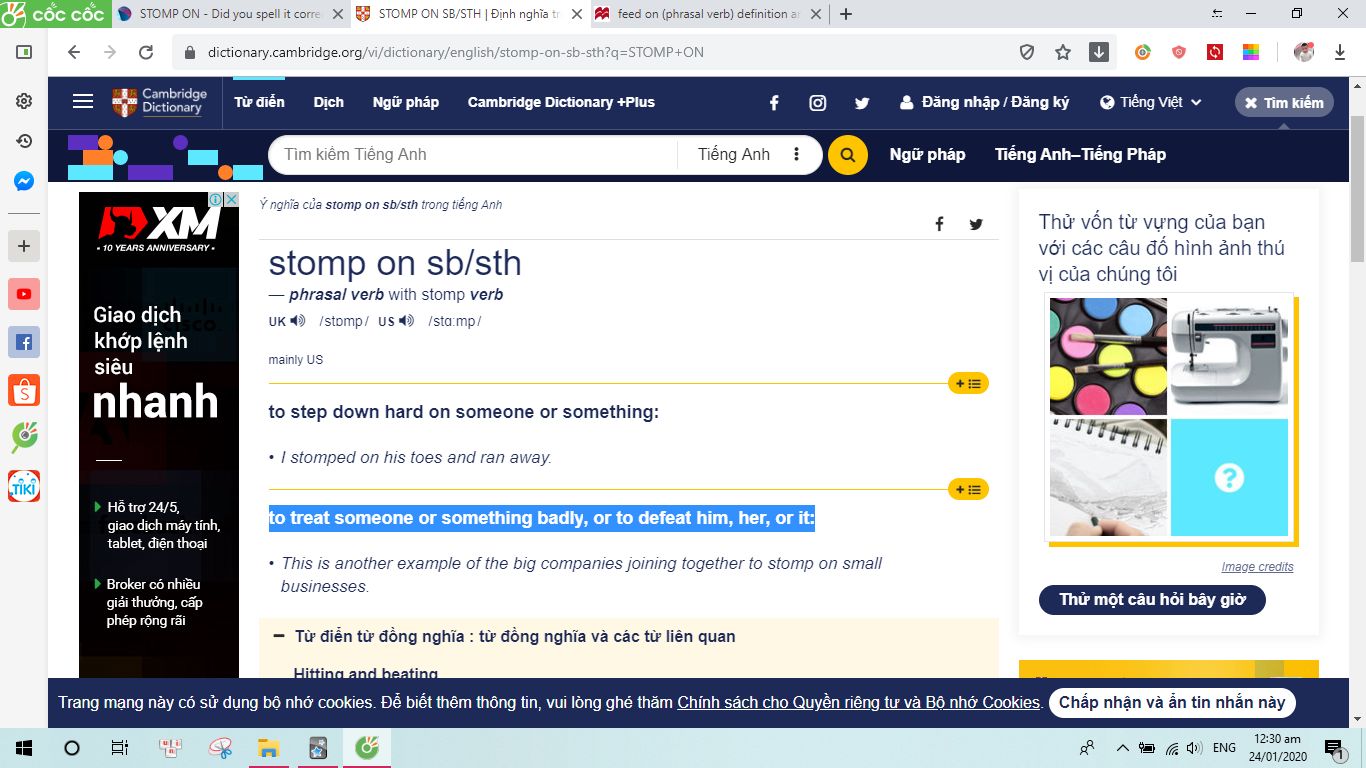 cốc cốc
STOMP ON - Did you spell it corre
STOMP ON SB/STH | Định nghĩa tr
feed on (phrasal verb) definition an
dictionary.cambridge.org/vi/dictionary/english/stomp-on-sb-sth?q=STOMP+ON
Cambridge
Dictionary
Từ điển
Dịch
Ngữ pháp
Cambridge Dictionary +Plus
Đăng nhập / Đăng ký
Tiếng Việt
Tìm kiếm
Tìm kiếm Tiếng Anh
Tiếng Anh
Ngữ pháp
Tiếng Anh–Tiếng Pháp
XM
• 10 YEARS ANNIVERSARY •
Giao dịch
khớp lệnh
siêu
nhanh
Hỗ trợ 24/5,
giao dịch máy tính,
tablet, điện thoại
Broker có nhiều
giải thưởng, cấp
phép rộng rãi
Ý nghĩa của stomp on sb/sth trong tiếng Anh
stomp on sb/sth
— phrasal verb with stomp verb
UK /stɒmp/ US /stɑːmp/
mainly US
to step down hard on someone or something:
• I stomped on his toes and ran away.
to treat someone or something badly, or to defeat him, her, or it:
• This is another example of the big companies joining together to stomp on small
businesses.
Từ điển từ đồng nghĩa : từ đồng nghĩa và các từ liên quan
Hitting and beating
Thử vốn từ vựng của bạn
với các câu đố hình ảnh thú
vị của chúng tôi
?
Image credits
Thử một câu hỏi bây giờ
Trang mạng này có sử dụng bộ nhớ cookies. Để biết thêm thông tin, vui lòng ghé thăm Chính sách cho Quyền riêng tư và Bộ nhớ Cookies.
Chấp nhận và ẩn tin nhắn này
TIKI
ENG
12:30 am
24/01/2020
1